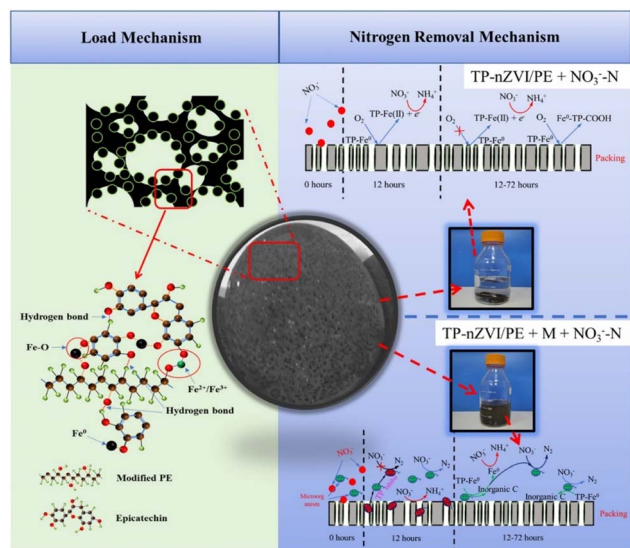 Load Mechanism
Nitrogen Removal Mechanism
TP-nZVI/PE + NO₃⁻-N
NO₃⁻
NO₃⁻ NH₄⁺
NO₃⁻ NH₄⁺
O₂ TP-Fe(II) + e⁻
O₂ TP-Fe(II) + e⁻ O₂ Fe⁰-TP-COOH
TP-Fe⁰ TP-Fe⁰ TP-Fe⁰
Packing
0 hours 12 hours 12-72 hours
Hydrogen bond
Fe-O
Fe²⁺/Fe³⁺
Hydrogen bond
Fe⁰
Modified PE
Epicatechin
TP-nZVI/PE + M + NO₃⁻-N
NO₃⁻ NO₃⁻ N₂ NO₃⁻ N₂
NO₃⁻ NH₄⁺ NO₃⁻ N₂
Fe⁰
NO₃⁻ NH₄⁺
TP-Fe⁰ Inorganic C Inorganic C NO₃⁻ N₂
TP-Fe⁰
Packing
0 hours 12 hours 12-72 hours